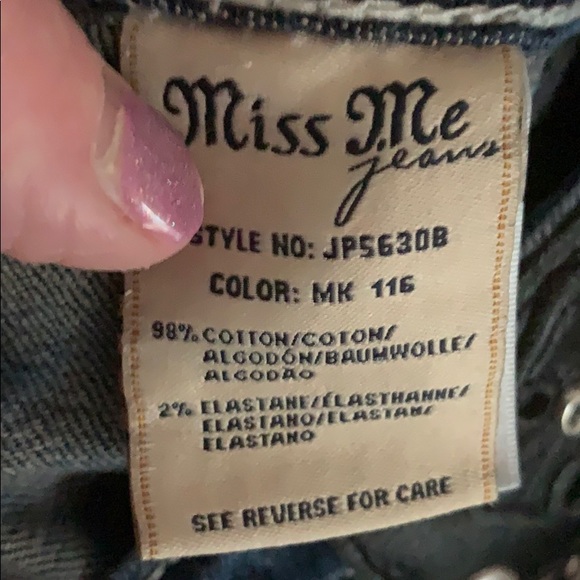 Miss Me
jeans
STYLE NO: JP5630B
COLOR: MK 116
98% COTTON/COTON/
ALGODÓN/BAUMWOLLE/
ALGODÃO
2% ELASTANE/ÉLASTHANNE/
ELASTANO/ELASTAN/
ELASTANO
SEE REVERSE FOR CARE